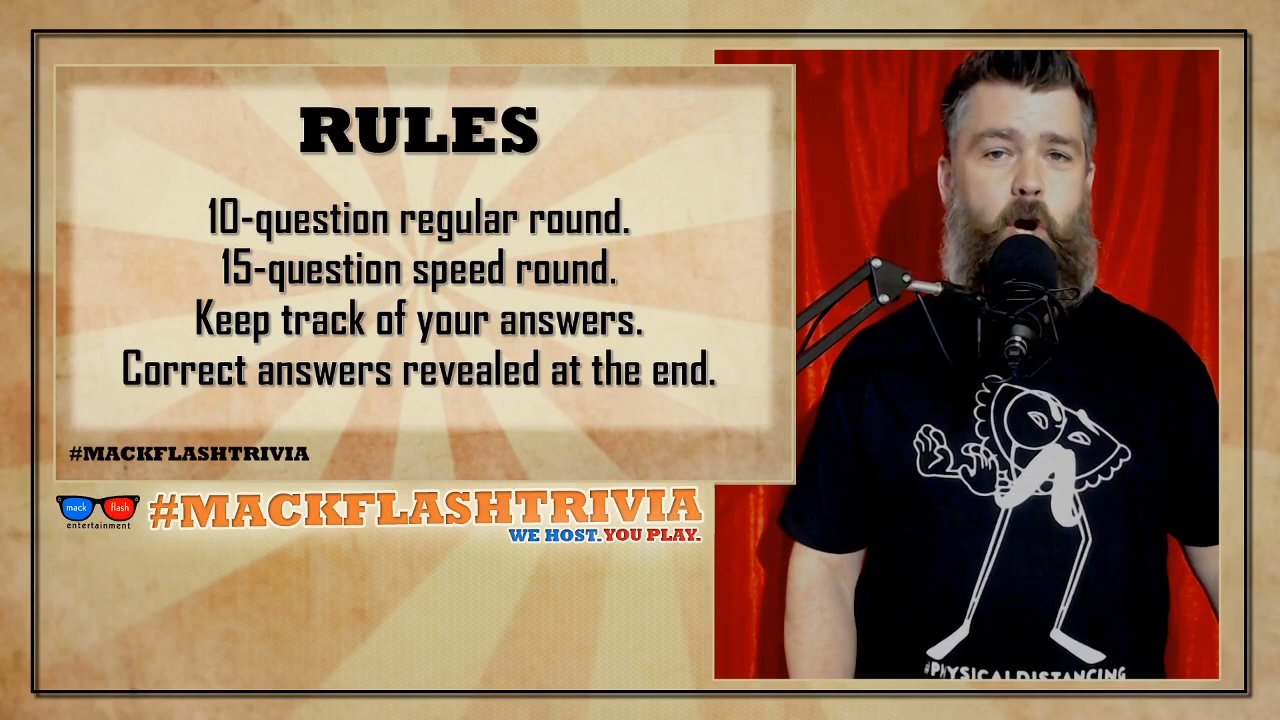 RULES
10-question regular round.
15-question speed round.
Keep track of your answers.
Correct answers revealed at the end.
#MACKFLASHTRIVIA
mack flash
entertainment
#MACKFLASHTRIVIA
WE HOST. YOU PLAY.
#PHYSICALDISTANCING